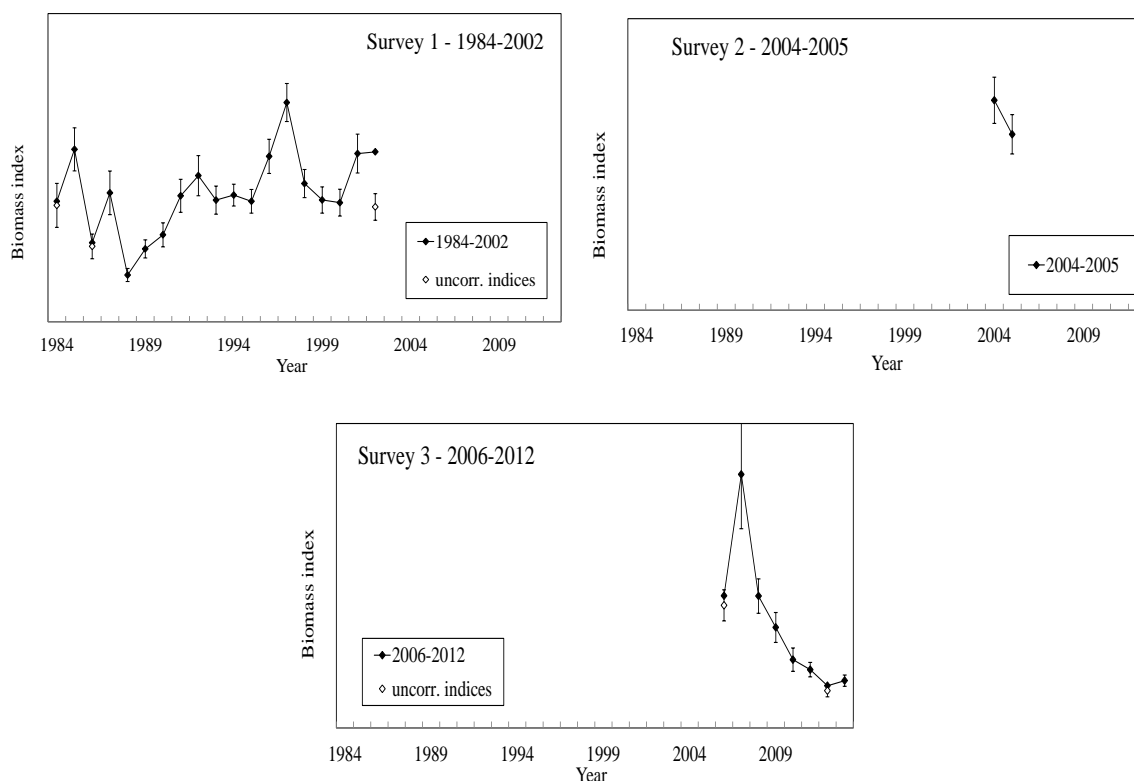 Survey 1 - 1984-2002
Biomass index
1984-2002
uncorr. indices
1984 1989 1994 1999 2004 2009
Year
Survey 2 - 2004-2005
Biomass index
2004-2005
1984 1989 1994 1999 2004 2009
Year
Survey 3 - 2006-2012
Biomass index
2006-2012
uncorr. indices
1984 1989 1994 1999 2004 2009
Year